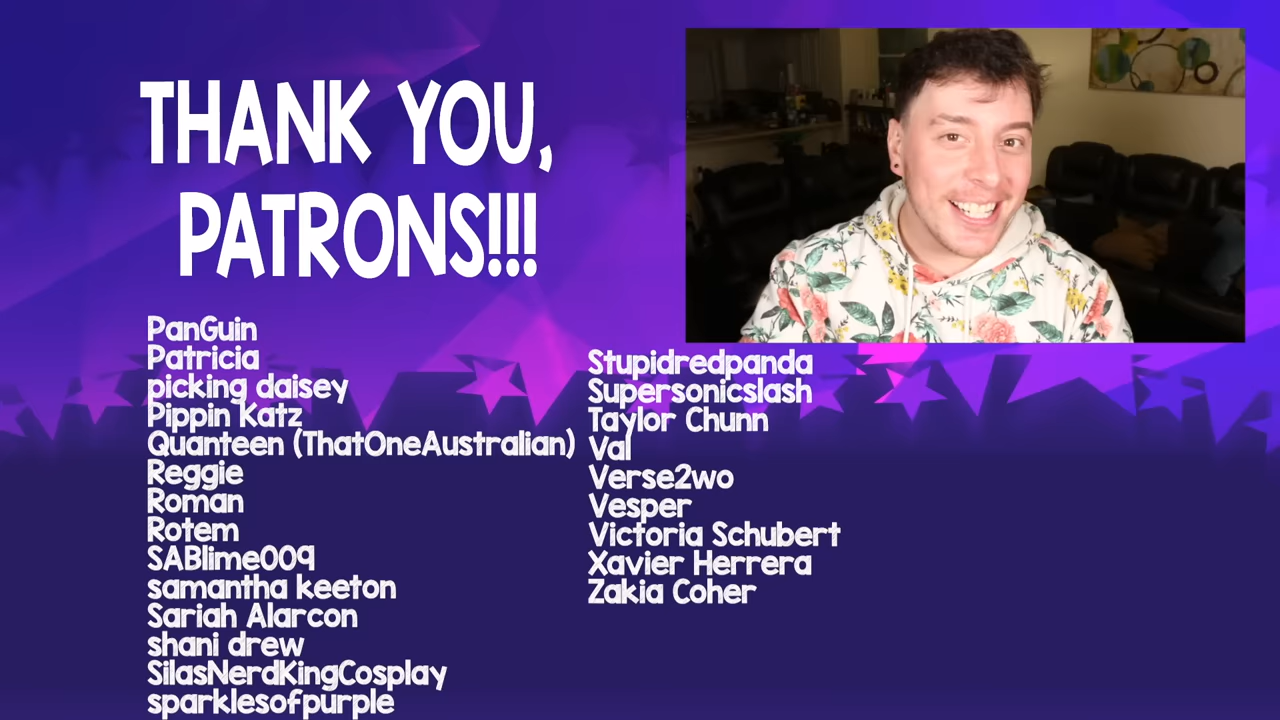 THANK YOU,
PATRONS!!!
PanGuin
Patricia
picking daisey
Pippin Katz
Quanteen (ThatOneAustralian)
Reggie
Roman
Rotem
SABlime009
samantha keeton
Sariah Alarcon
shani drew
SilasNerdKingCosplay
sparklesofpurple
Stupidredpanda
Supersonicslash
Taylor Chunn
Val
Verse2wo
Vesper
Victoria Schubert
Xavier Herrera
Zakia Coher